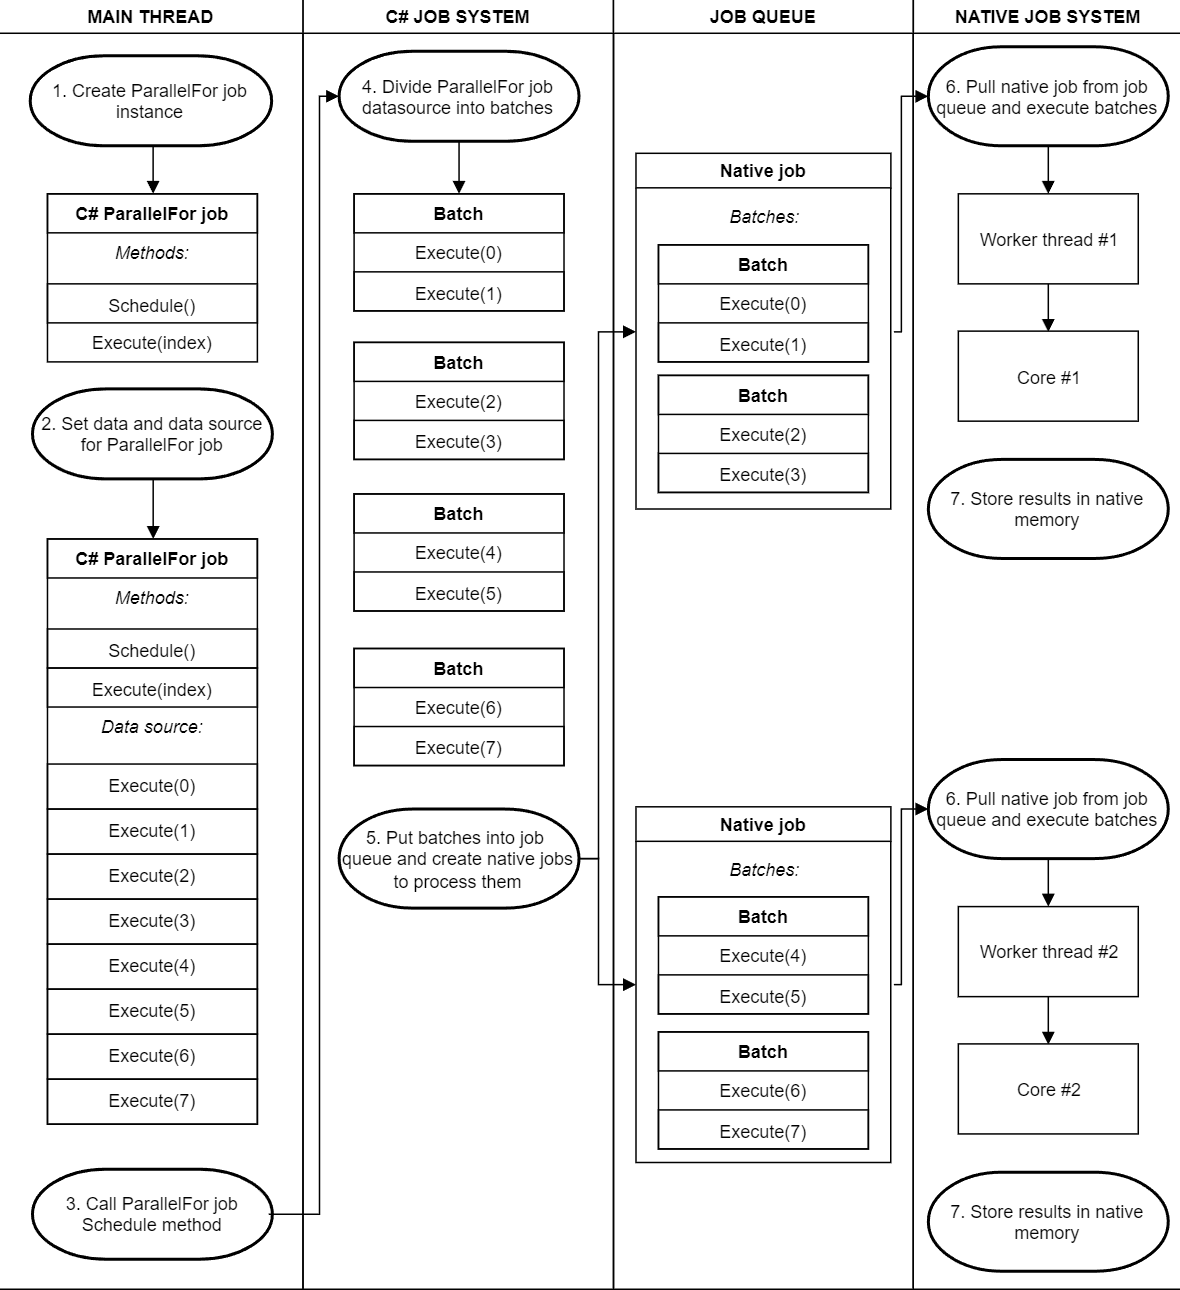 MAIN THREAD
1. Create ParallelFor job
instance
C# ParallelFor job
Methods:
Schedule()
Execute(index)
2. Set data and data source
for ParallelFor job
C# ParallelFor job
Methods:
Schedule()
Execute(index)
Data source:
Execute(0)
Execute(1)
Execute(2)
Execute(3)
Execute(4)
Execute(5)
Execute(6)
Execute(7)
3. Call ParallelFor job
Schedule method
C# JOB SYSTEM
4. Divide ParallelFor job
datasource into batches
Batch
Execute(0)
Execute(1)
Batch
Execute(2)
Execute(3)
Batch
Execute(4)
Execute(5)
Batch
Execute(6)
Execute(7)
5. Put batches into job
queue and create native jobs
to process them
JOB QUEUE
Native job
Batches:
Batch
Execute(0)
Execute(1)
Batch
Execute(2)
Execute(3)
Native job
Batches:
Batch
Execute(4)
Execute(5)
Batch
Execute(6)
Execute(7)
NATIVE JOB SYSTEM
6. Pull native job from job
queue and execute batches
Worker thread #1
Core #1
7. Store results in native
memory
6. Pull native job from job
queue and execute batches
Worker thread #2
Core #2
7. Store results in native
memory